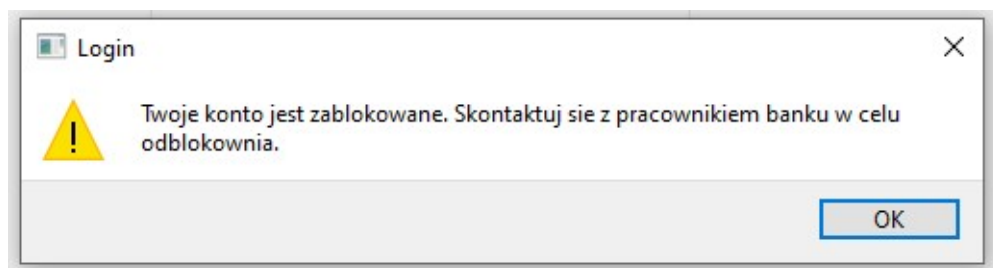 Login
Twoje konto jest zablokowane. Skontaktuj sie z pracownikiem banku w celu
odblokownia.
OK